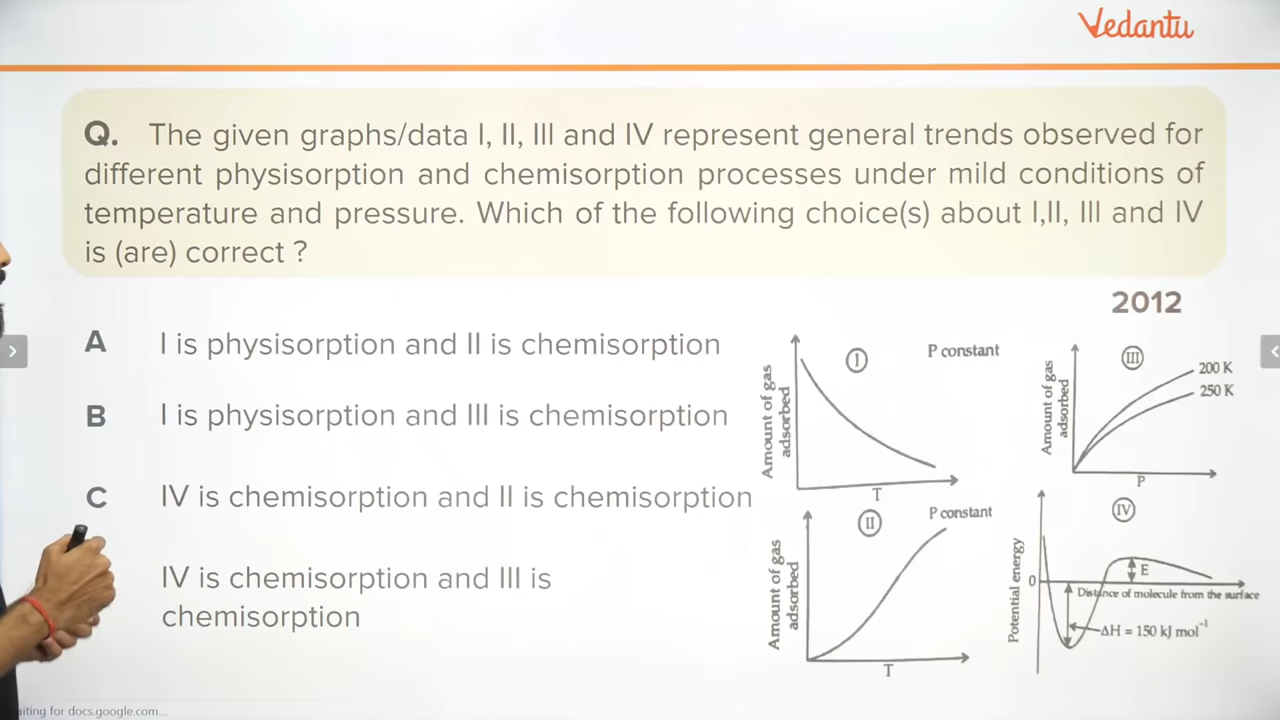 Vedantu
Q. The given graphs/data I, II, III and IV represent general trends observed for
different physisorption and chemisorption processes under mild conditions of
temperature and pressure. Which of the following choice(s) about I,II, III and IV
is (are) correct ?
2012
A I is physisorption and II is chemisorption
B I is physisorption and III is chemisorption
C IV is chemisorption and II is chemisorption
IV is chemisorption and III is
chemisorption
Amount of gas
adsorbed
I
P constant
T
Amount of gas
adsorbed
III
200 K
250 K
P
Amount of gas
adsorbed
II
P constant
T
Potential energy
IV
0
E
Distance of molecule from the surface
ΔH = 150 kJ mol⁻¹
iting for docs.google.com...